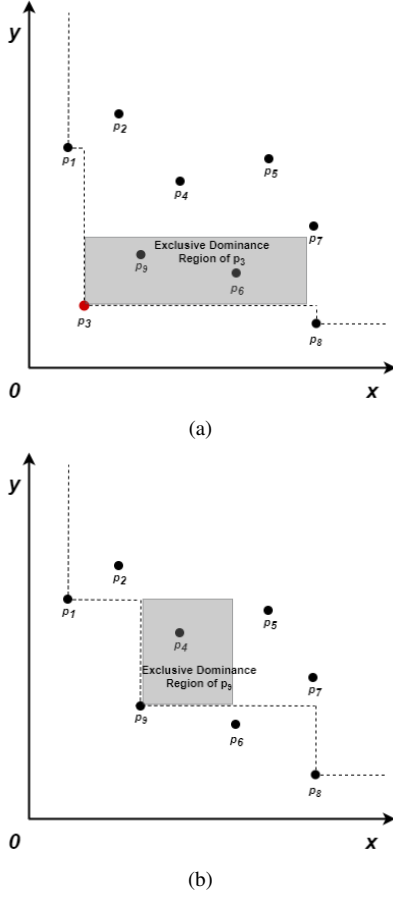 y
p2
p1
p5
p4
p7
Exclusive Dominance
Region of p3
p9
p6
p3
p8
0
x
(a)
y
p2
p1
p5
p4
p7
Exclusive Dominance
Region of p9
p9
p6
p8
0
x
(b)